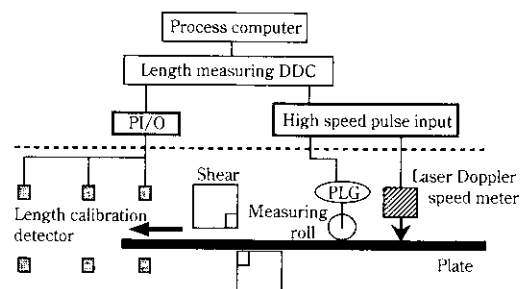 Process computer
Length measuring DDC
PI/O
High speed pulse input
Shear
PLG
Laser Doppler
speed meter
Length calibration
detector
Measuring
roll
Plate